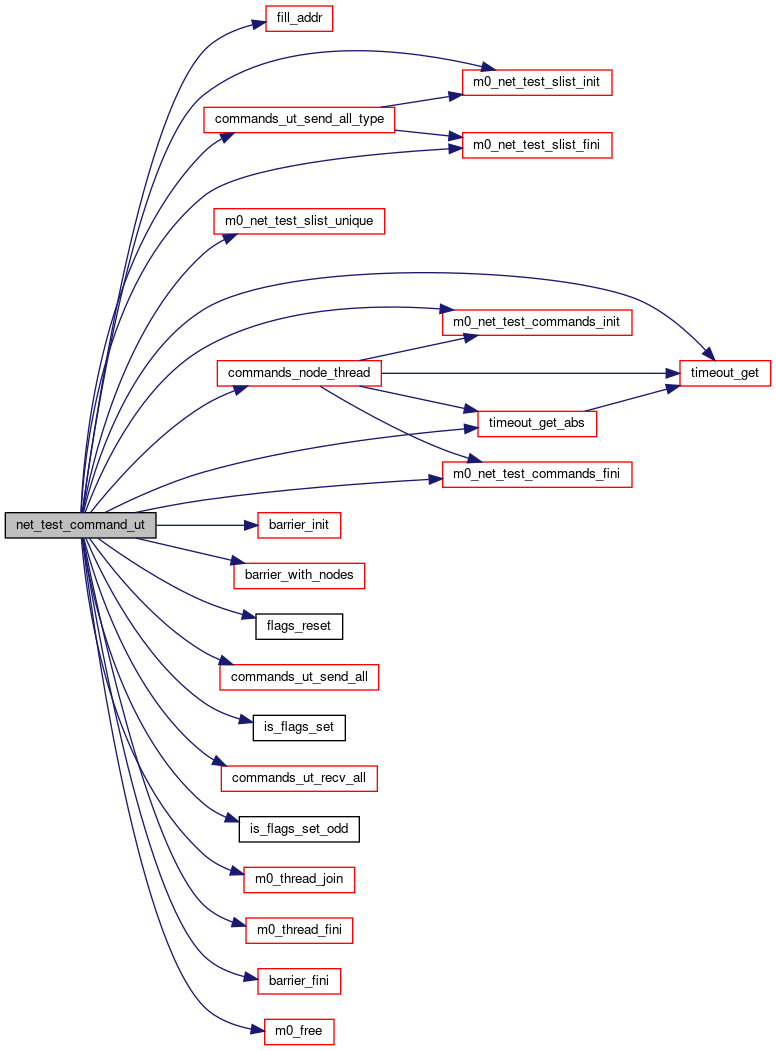 fill_addr
m0_net_test_slist_init
commands_ut_send_all_type
m0_net_test_slist_fini
m0_net_test_slist_unique
m0_net_test_commands_init
commands_node_thread
timeout_get
timeout_get_abs
m0_net_test_commands_fini
net_test_command_ut
barrier_init
barrier_with_nodes
flags_reset
commands_ut_send_all
is_flags_set
commands_ut_recv_all
is_flags_set_odd
m0_thread_join
m0_thread_fini
barrier_fini
m0_free